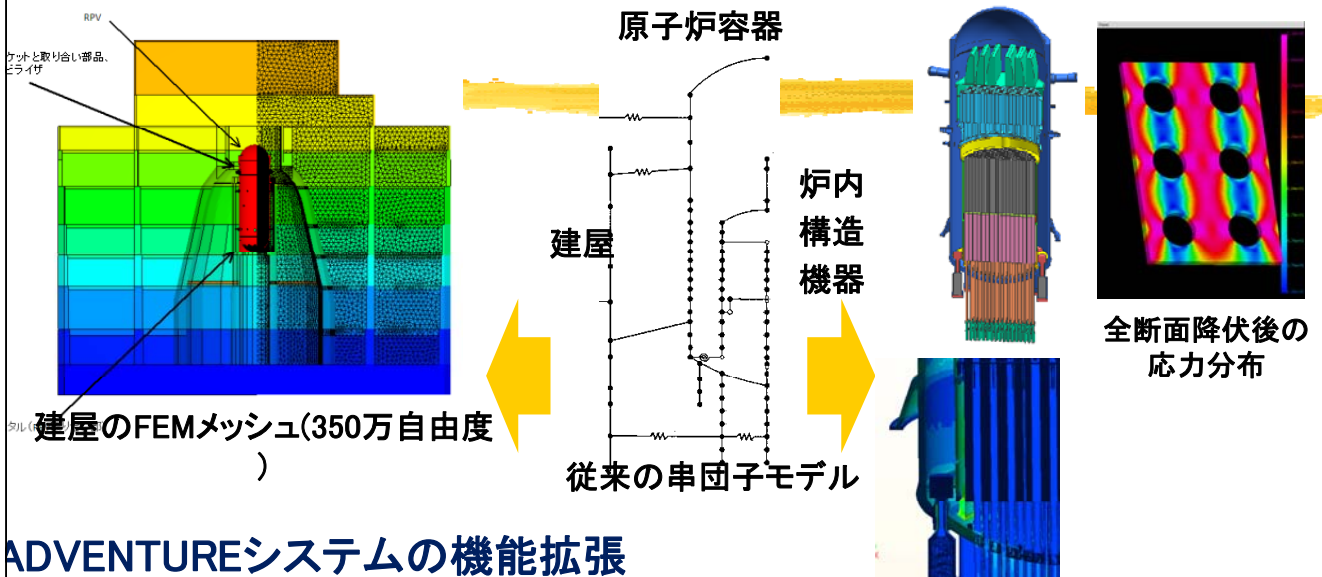 RPV
ケットと取り合い部品、
ビライザ
原子炉容器
建屋
炉内
構造
機器
全断面降伏後の
応力分布
タル(
建屋のFEMメッシュ(350万自由度
)
従来の串団子モデル
ADVENTUREシステムの機能拡張